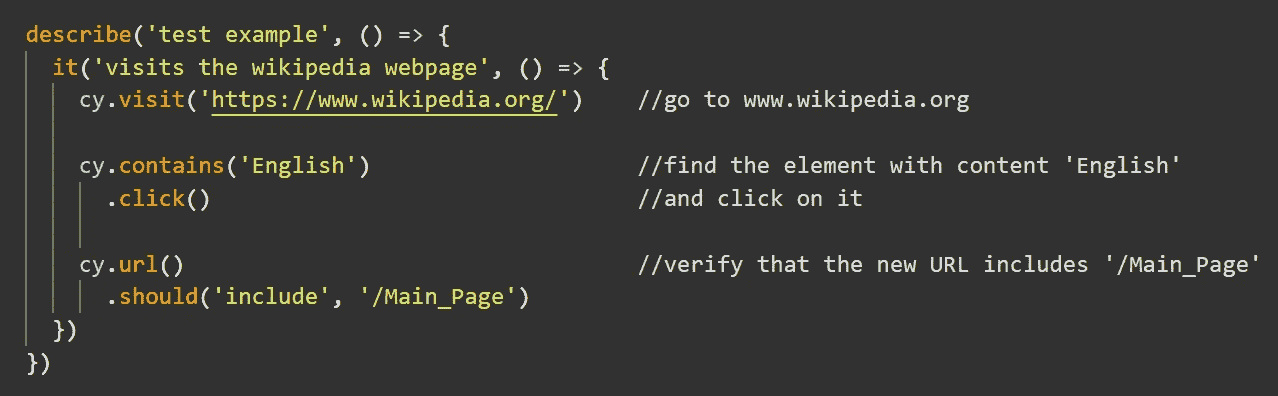 describe('test example', () => {
  it('visits the wikipedia webpage', () => {
    cy.visit('https://www.wikipedia.org/')    //go to www.wikipedia.org
    cy.contains('English')                    //find the element with content 'English'
      .click()                                //and click on it
    cy.url()                                  //verify that the new URL includes '/Main_Page'
      .should('include', '/Main_Page')
  })
})